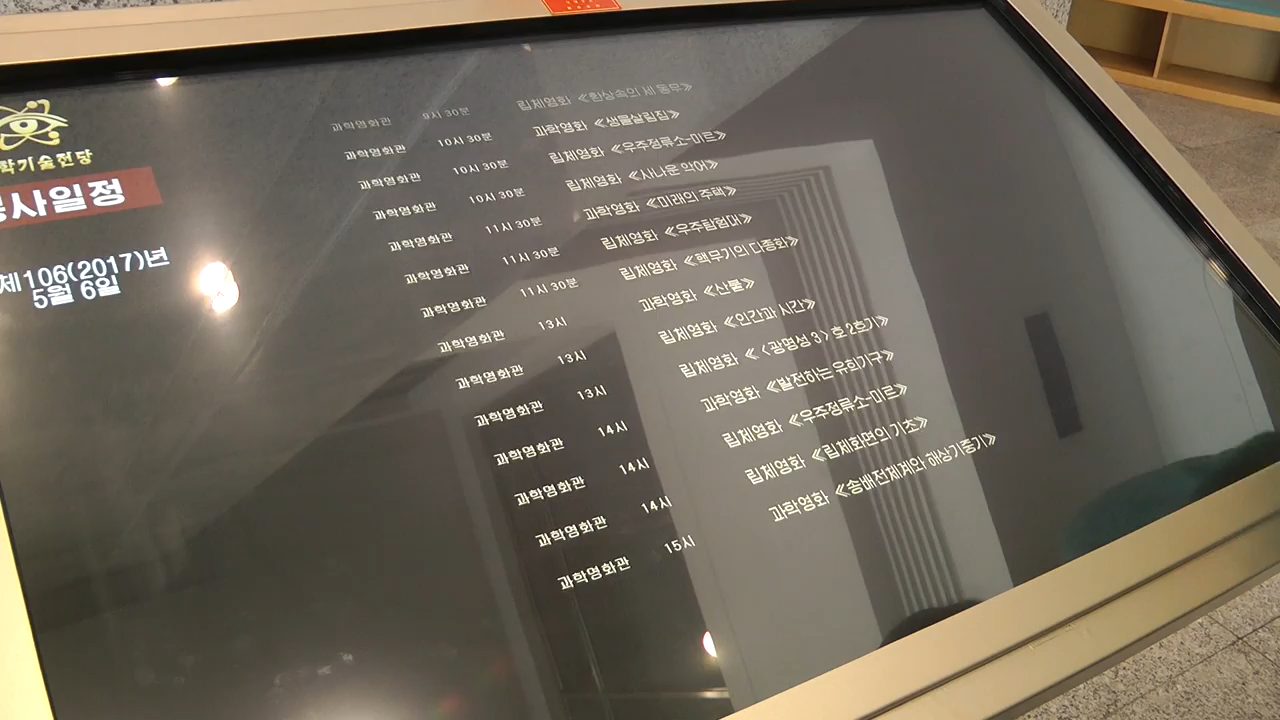 학기술전당
사일정
제106(2017)년
5월 6일
과학영화관 9시 30분 립체영화 《환상속의 세 동무》
과학영화관 10시 30분 과학영화 《생물살림집》
과학영화관 10시 30분 립체영화 《우주정류소-미르》
과학영화관 10시 30분 립체영화 《사나운 악어》
과학영화관 11시 30분 과학영화 《미래의 주택》
과학영화관 11시 30분 립체영화 《우주탐험대》
과학영화관 11시 30분 립체영화 《핵무기의 다종화》
과학영화관 13시 과학영화 《산불》
과학영화관 13시 립체영화 《인간과 시간》
과학영화관 13시 립체영화 《〈광명성 3〉호 2호기》
과학영화관 14시 과학영화 《발전하는 유희기구》
과학영화관 14시 립체영화 《우주정류소-미르》
과학영화관 14시 립체영화 《립체화면의 기초》
과학영화관 15시 과학영화 《송배전체계와 해상기중기》